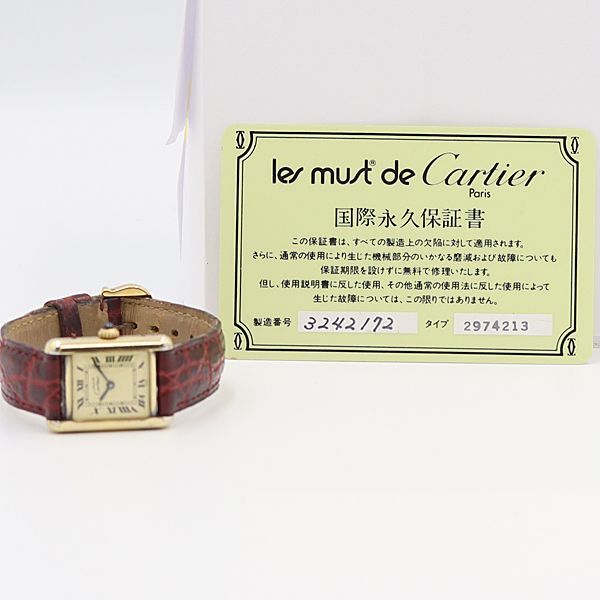 les must® de Cartier
Paris
国際永久保証書
この保証書は、すべての製造上の欠陥に対して適用されます。
さらに、通常の使用により生じた機械部分のいかなる磨滅および故障についても
保証期限を設けずに無料で修理いたします。
但し、使用説明書に反した使用、その他通常の使用によって
生じた故障については、この限りではありません。
製造番号 3242172 タイプ 2974213